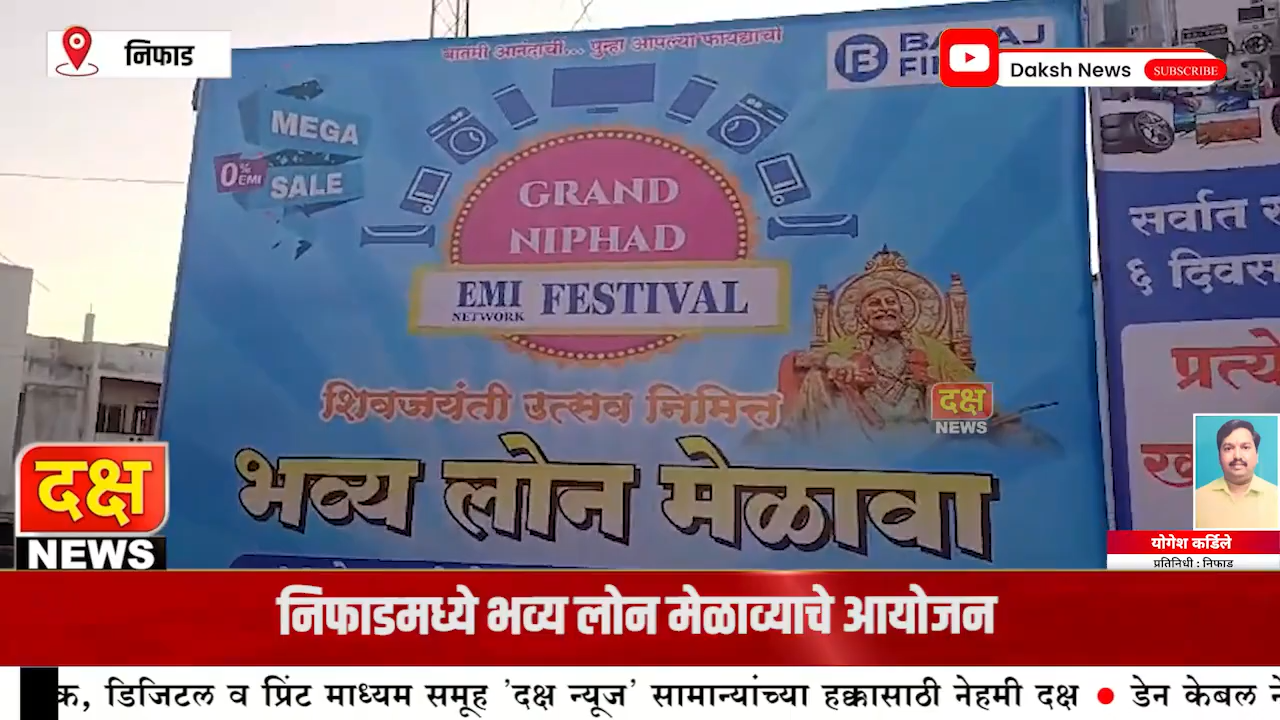 निफाड
बातमी आनंदाची... पुन्हा आपल्या फायद्याची
Daksh News
SUBSCRIBE
MEGA
SALE
0% EMI
GRAND
NIPHAD
EMI NETWORK FESTIVAL
शिवजयंती उत्सव निमित्त
भव्य लोन मेळावा
सर्वात
६ दिवस
दक्ष
NEWS
दक्ष
NEWS
योगेश कर्डिले
प्रतिनिधी : निफाड
निफाडमध्ये भव्य लोन मेळाव्याचे आयोजन
क, डिजिटल व प्रिंट माध्यम समूह 'दक्ष न्यूज' सामान्यांच्या हक्कासाठी नेहमी दक्ष • डेन केबल